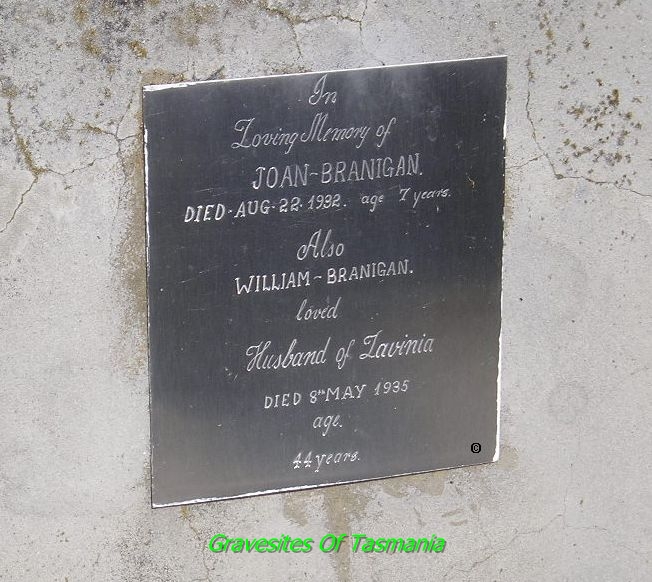 In
Loving Memory of
JOAN-BRANIGAN.
DIED·AUG·22·1932. age 7 years.
Also
WILLIAM-BRANIGAN.
loved
Husband of Lavinia
DIED 8TH MAY 1935
age.
44 years.
©
Gravesites Of Tasmania